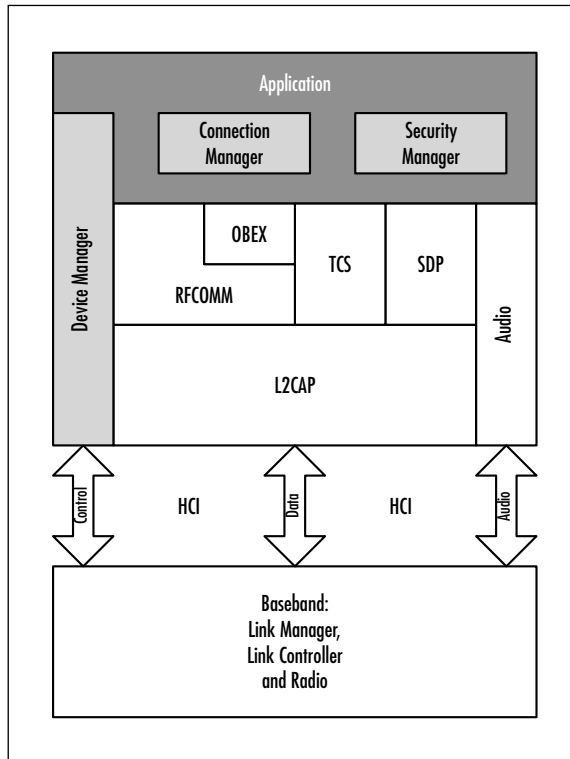 Application
Connection
Manager
Security
Manager
Device Manager
OBEX
RFCOMM
TCS
SDP
Audio
L2CAP
Control
HCI
Data
HCI
Audio
Baseband:
Link Manager,
Link Controller
and Radio